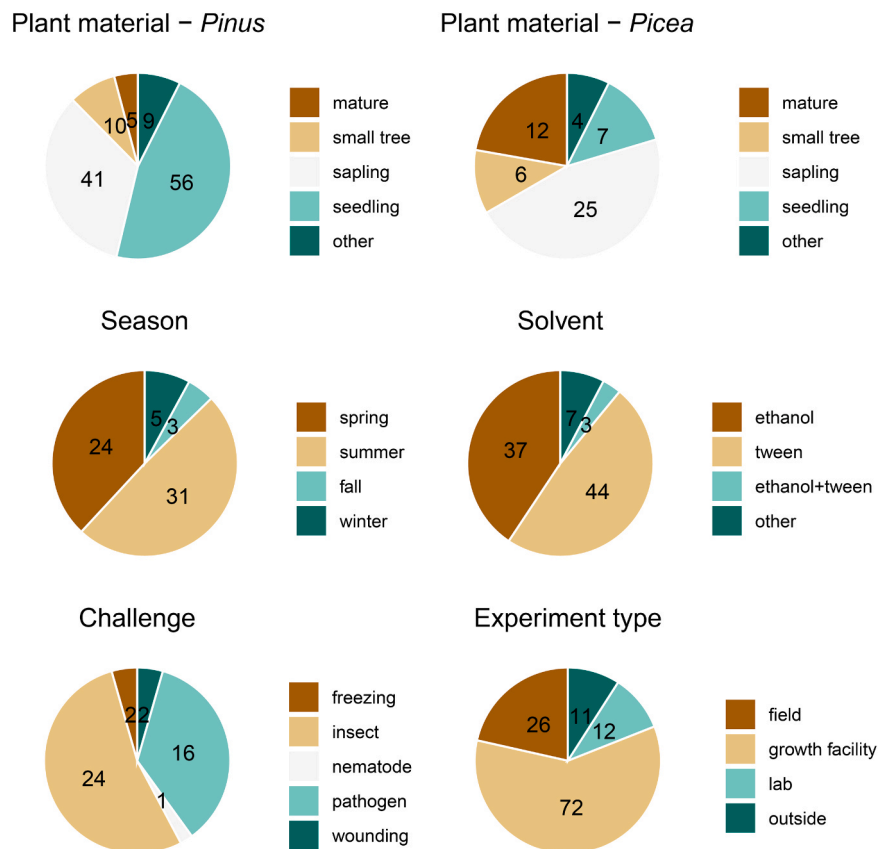 Plant material − Pinus
5
9
10
41
56
mature
small tree
sapling
seedling
other
Plant material − Picea
12
4
7
6
25
mature
small tree
sapling
seedling
other
Season
5
3
24
31
spring
summer
fall
winter
Solvent
7
3
37
44
ethanol
tween
ethanol+tween
other
Challenge
2
2
16
24
1
freezing
insect
nematode
pathogen
wounding
Experiment type
11
26
12
72
field
growth facility
lab
outside